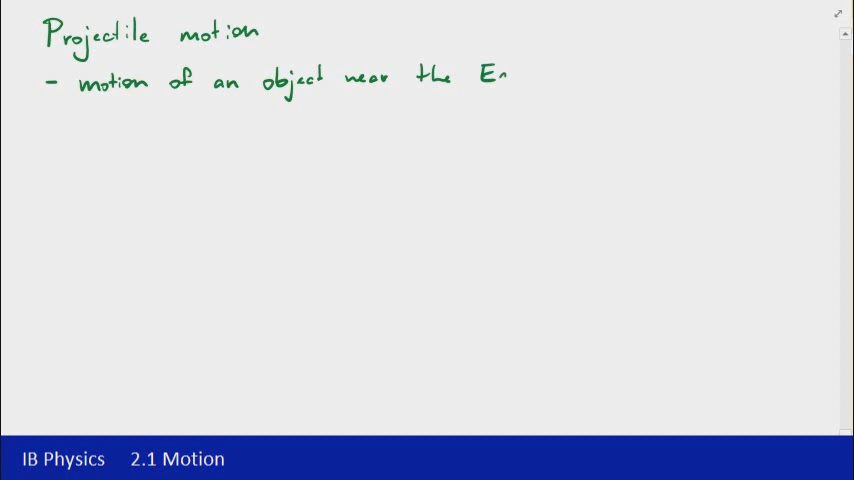 Projectile motion
- motion of an object near the
IB Physics 2.1 Motion